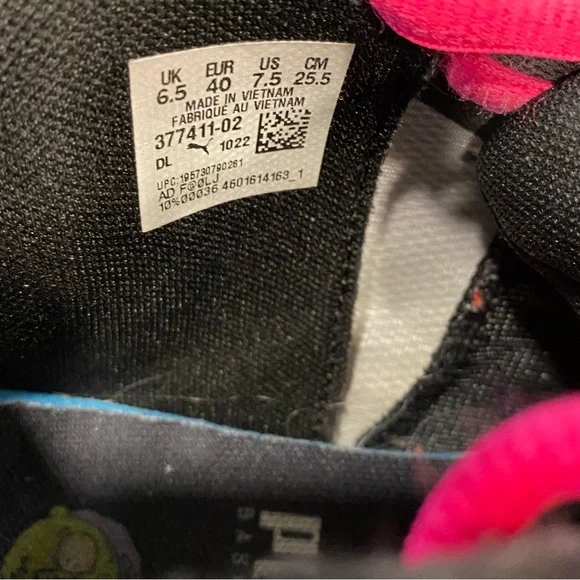 UK EUR US CM
6.5 40 7.5 25.5
MADE IN VIETNAM
FABRIQUÉ AU VIETNAM
377411-02
DL 1022
UPC:195730790281
AD F@0LJ
10%00036 4601614163_1